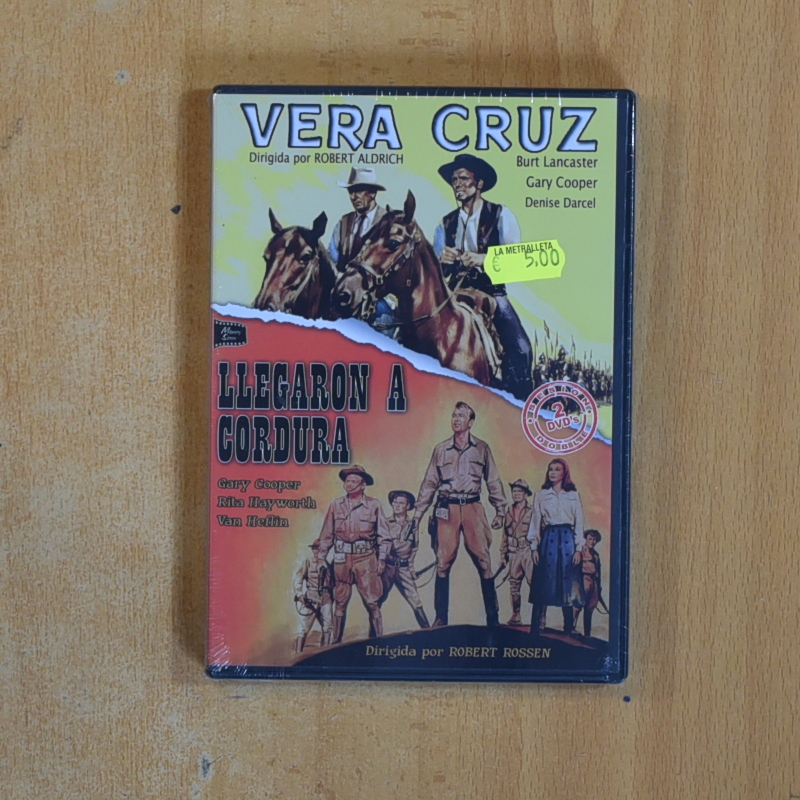 VERA CRUZ
Dirigida por ROBERT ALDRICH
Burt Lancaster
Gary Cooper
Denise Darcel
LA METRALLETA
€ 5,00
LLEGARON A
CORDURA
Gary Cooper
Rita Hayworth
Van Heflin
2
DVD's
DOBLE
Dirigida por ROBERT ROSSEN